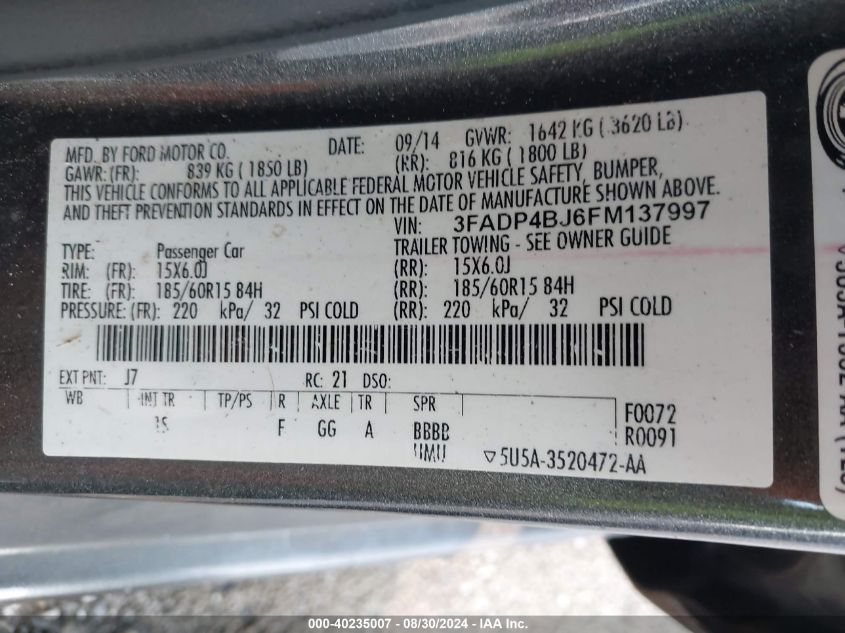 MFD. BY FORD MOTOR CO. DATE: 09/14 GVWR: 1642 KG ( 3620 LB)
GAWR: (FR): 839 KG ( 1850 LB) (RR): 816 KG ( 1800 LB)
THIS VEHICLE CONFORMS TO ALL APPLICABLE FEDERAL MOTOR VEHICLE SAFETY, BUMPER,
AND THEFT PREVENTION STANDARDS IN EFFECT ON THE DATE OF MANUFACTURE SHOWN ABOVE.
VIN: 3FADP4BJ6FM137997
TYPE: Passenger Car TRAILER TOWING - SEE OWNER GUIDE
RIM: (FR): 15X6.0J (RR): 15X6.0J
TIRE: (FR): 185/60R15 84H (RR): 185/60R15 84H
PRESSURE: (FR): 220 kPa/ 32 PSI COLD (RR): 220 kPa/ 32 PSI COLD
EXT PNT: J7 RC: 21 DSO:
WB INT TR TP/PS R AXLE TR SPR F0072
F GG A BBBB R0091
UMU ▽5U5A-3520472-AA
000-40235007 - 08/30/2024 - IAA Inc.